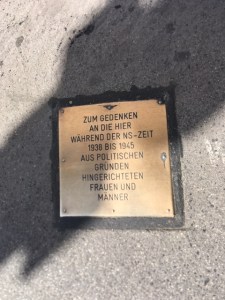 ZUM GEDENKEN
AN DIE HIER
WÄHREND DER NS-ZEIT
1938 BIS 1945
AUS POLITISCHEN
GRÜNDEN
HINGERICHTETEN
FRAUEN UND
MÄNNER